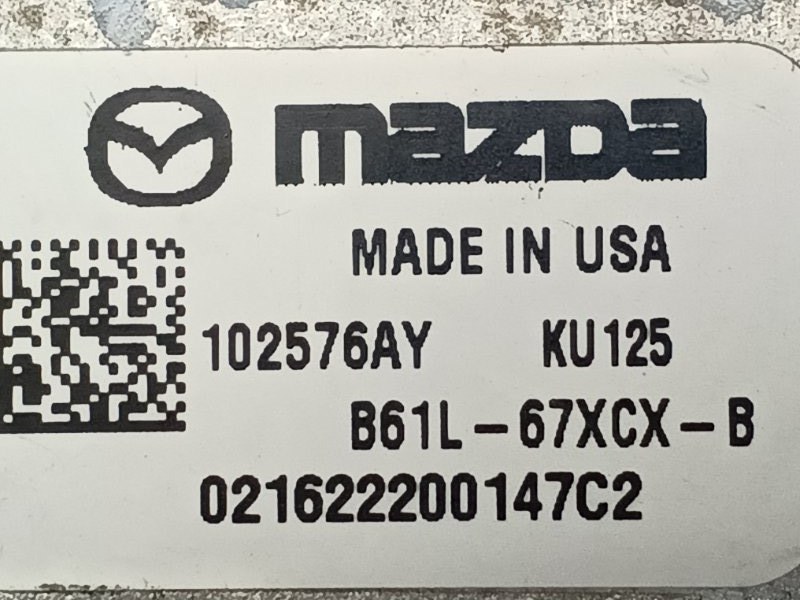 mazda
MADE IN USA
102576AY KU125
B61L-67XCX-B
021622200147C2